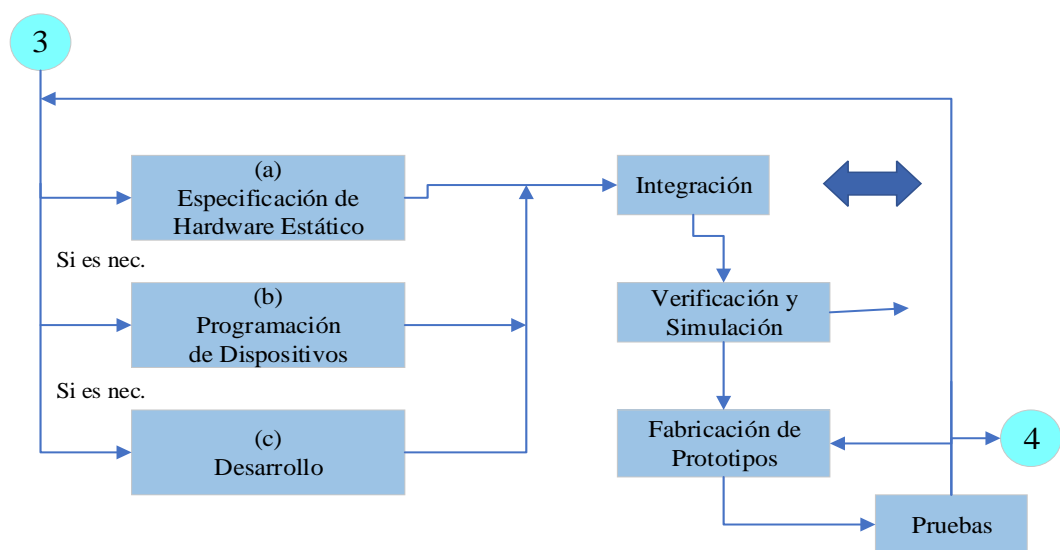 3
(a)
Especificación de
Hardware Estático
Si es nec.
(b)
Programación
de Dispositivos
Si es nec.
(c)
Desarrollo
Integración
Verificación y
Simulación
Fabricación de
Prototipos
4
Pruebas